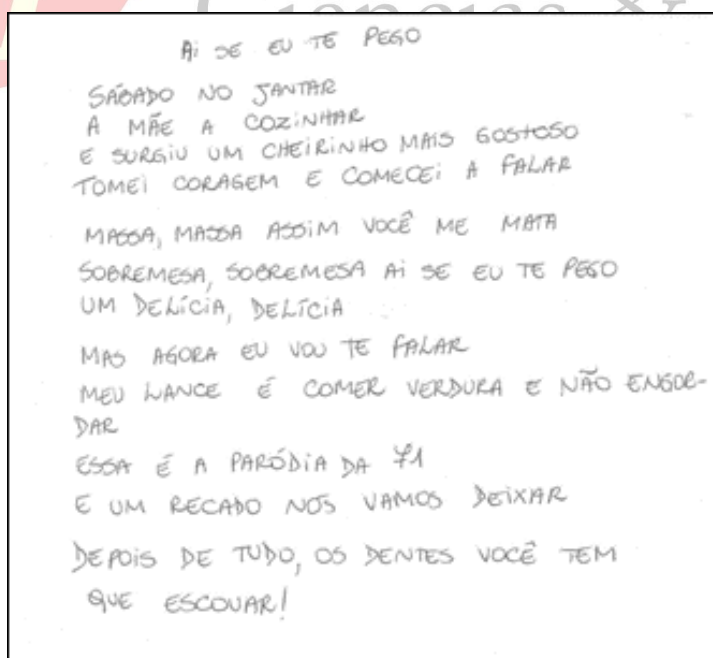 Ciências &
Ai SE EU TE PEGO
SÁBADO NO JANTAR
A MÃE A COZINHAR
E SURGIU UM CHEIRINHO MAIS GOSTOSO
TOMEI CORAGEM E COMECEI A FALAR
MASSA, MASSA ASSIM VOCÊ ME MATA
SOBREMESA, SOBREMESA AI SE EU TE PEGO
UM DELÍCIA, DELÍCIA
MAS AGORA EU VOU TE FALAR
MEU LANCE É COMER VERDURA E NÃO ENGOR-
DAR
ESSA É A PARÓDIA DA 71
E UM RECADO NÓS VAMOS DEIXAR
DEPOIS DE TUDO, OS DENTES VOCÊ TEM
QUE ESCOVAR!